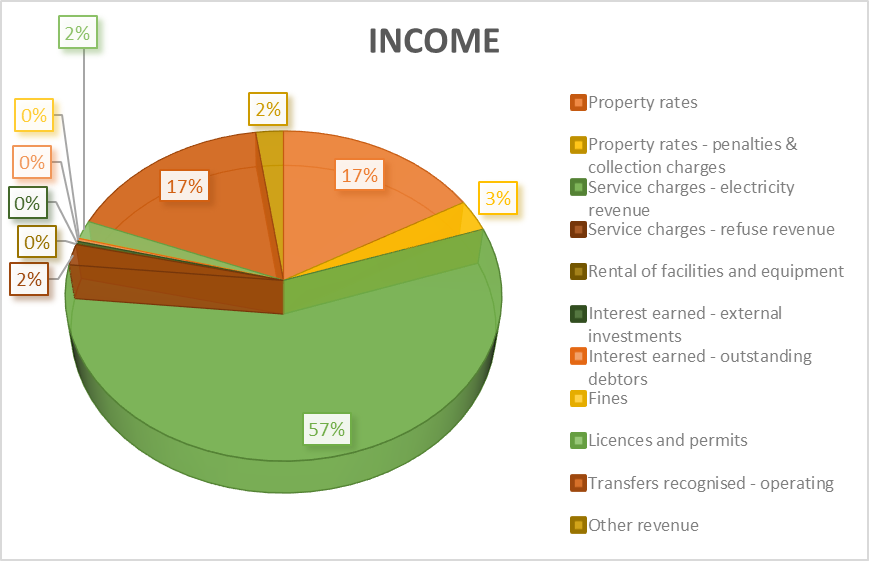 INCOME
2%
0%
0%
0%
0%
2%
17%
2%
17%
3%
57%
Property rates
Property rates - penalties &
collection charges
Service charges - electricity
revenue
Service charges - refuse revenue
Rental of facilities and equipment
Interest earned - external
investments
Interest earned - outstanding
debtors
Fines
Licences and permits
Transfers recognised - operating
Other revenue